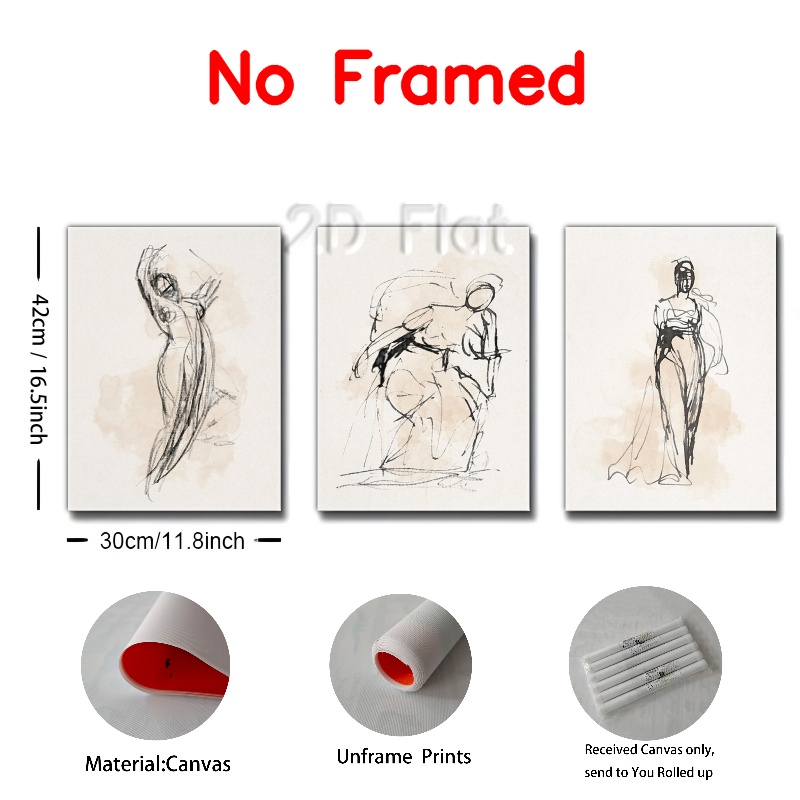 No Framed
2D Flat
42cm / 16.5inch
30cm/11.8inch
Material:Canvas
Unframe Prints
Received Canvas only,
send to You Rolled up